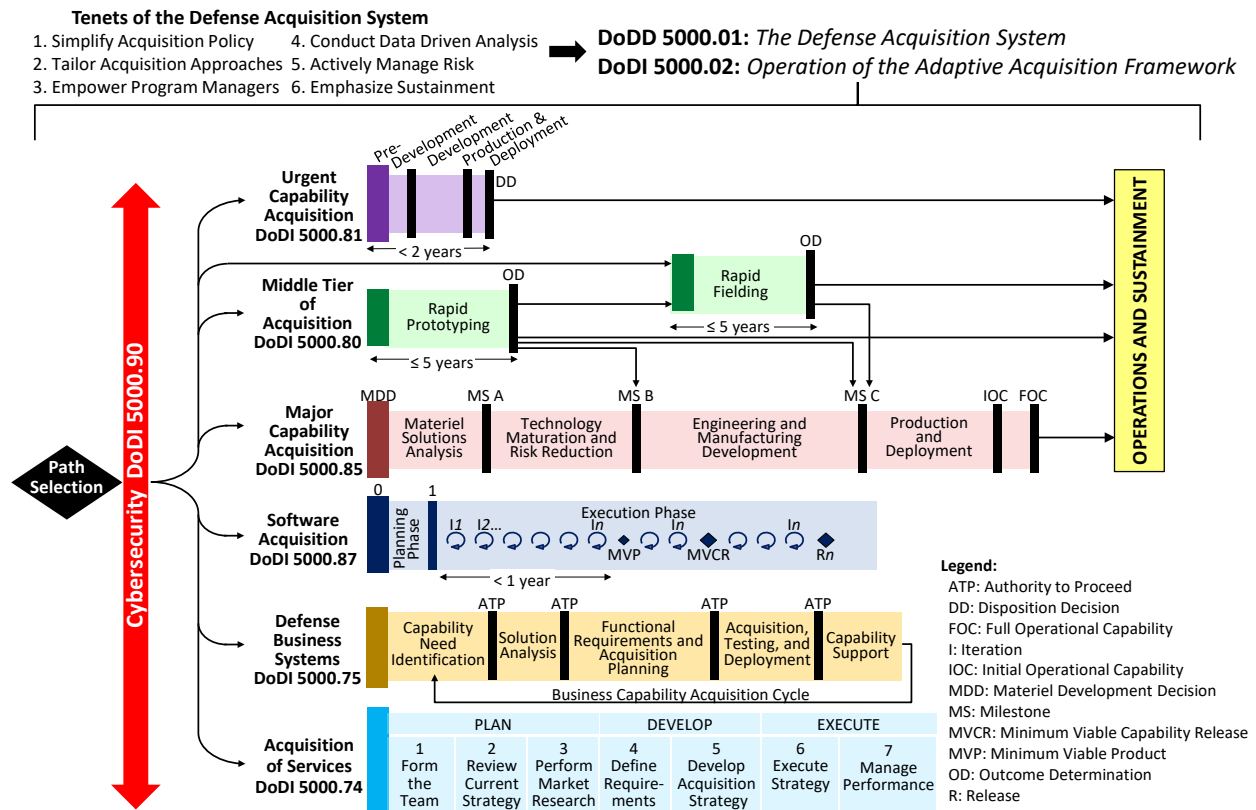 Tenets of the Defense Acquisition System
1. Simplify Acquisition Policy
2. Tailor Acquisition Approaches
3. Empower Program Managers
4. Conduct Data Driven Analysis
5. Actively Manage Risk
6. Emphasize Sustainment
DoDD 5000.01: The Defense Acquisition System
DoDI 5000.02: Operation of the Adaptive Acquisition Framework
Path
Selection
Cybersecurity DoDI 5000.90
Urgent
Capability
Acquisition
DoDI 5000.81
Pre-
Development
Development
Production &
Deployment
DD
< 2 years
Middle Tier
of
Acquisition
DoDI 5000.80
Rapid
Prototyping
OD
≤ 5 years
Rapid
Fielding
OD
≤ 5 years
Major
Capability
Acquisition
DoDI 5000.85
MDD
Materiel
Solutions
Analysis
MS A
Technology
Maturation and
Risk Reduction
MS B
Engineering and
Manufacturing
Development
MS C
Production
and
Deployment
IOC
FOC
OPERATIONS AND SUSTAINMENT
Software
Acquisition
DoDI 5000.87
0
Planning
Phase
1
Execution Phase
I1
I2...
In
MVP
In
MVCR
In
Rn
< 1 year
Defense
Business
Systems
DoDI 5000.75
Capability
Need
Identification
ATP
Solution
Analysis
ATP
Functional
Requirements and
Acquisition
Planning
ATP
Acquisition,
Testing, and
Deployment
ATP
Capability
Support
Business Capability Acquisition Cycle
Acquisition
of Services
DoDI 5000.74
PLAN
DEVELOP
EXECUTE
1
Form
the
Team
2
Review
Current
Strategy
3
Perform
Market
Research
4
Define
Require-
ments
5
Develop
Acquisition
Strategy
6
Execute
Strategy
7
Manage
Performance
Legend:
ATP: Authority to Proceed
DD: Disposition Decision
FOC: Full Operational Capability
I: Iteration
IOC: Initial Operational Capability
MDD: Materiel Development Decision
MS: Milestone
MVCR: Minimum Viable Capability Release
MVP: Minimum Viable Product
OD: Outcome Determination
R: Release